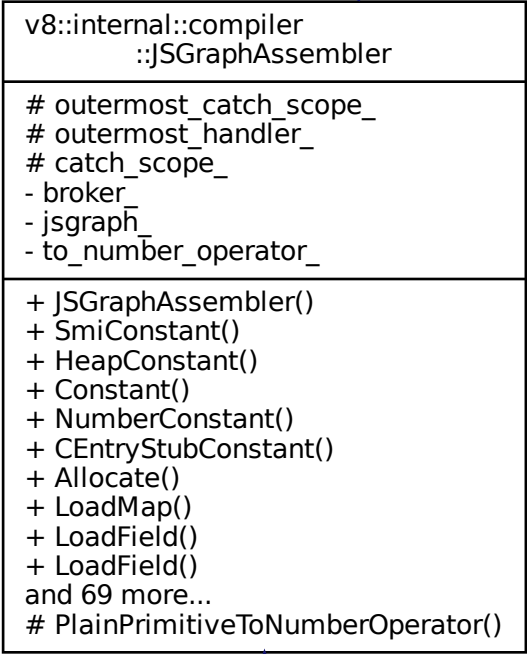 v8::internal::compiler
::JSGraphAssembler
# outermost_catch_scope_
# outermost_handler_
# catch_scope_
- broker_
- jsgraph_
- to_number_operator_
+ JSGraphAssembler()
+ SmiConstant()
+ HeapConstant()
+ Constant()
+ NumberConstant()
+ CEntryStubConstant()
+ Allocate()
+ LoadMap()
+ LoadField()
+ LoadField()
and 69 more...
# PlainPrimitiveToNumberOperator()